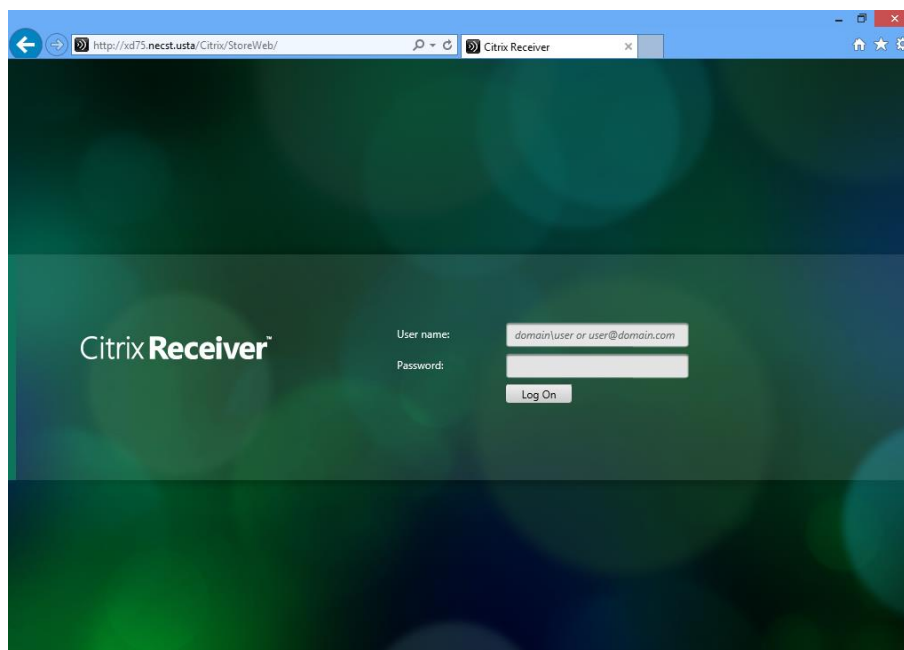 http://xd75.necst.usta/Citrix/StoreWeb/
Citrix Receiver
Citrix Receiver™
User name:
domain\user or user@domain.com
Password:
Log On